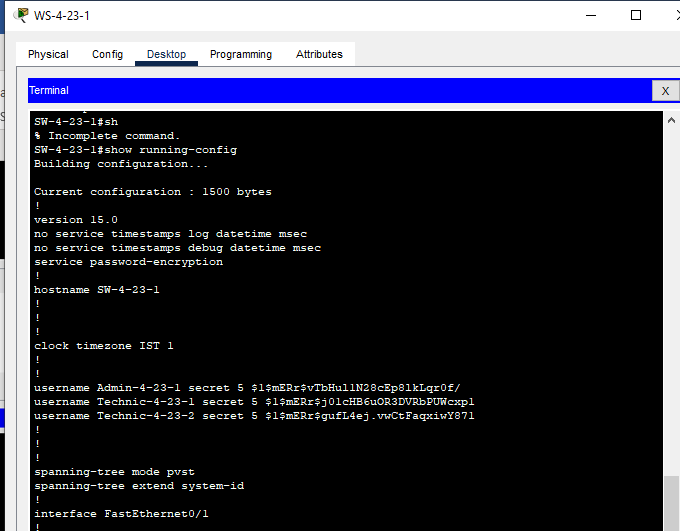 WS-4-23-1
Physical Config Desktop Programming Attributes
Terminal X
SW-4-23-1#sh
% Incomplete command.
SW-4-23-1#show running-config
Building configuration...
Current configuration : 1500 bytes
!
version 15.0
no service timestamps log datetime msec
no service timestamps debug datetime msec
service password-encryption
!
hostname SW-4-23-1
!
!
!
clock timezone IST 1
!
!
username Admin-4-23-1 secret 5 $1$mERr$vTbHul1N28cEp8lkLqr0f/
username Technic-4-23-1 secret 5 $1$mERr$j01cHB6uOR3DVRbPUWcxp1
username Technic-4-23-2 secret 5 $1$mERr$gufL4ej.vwCtFaqxiwY871
!
!
!
spanning-tree mode pvst
spanning-tree extend system-id
!
interface FastEthernet0/1
!